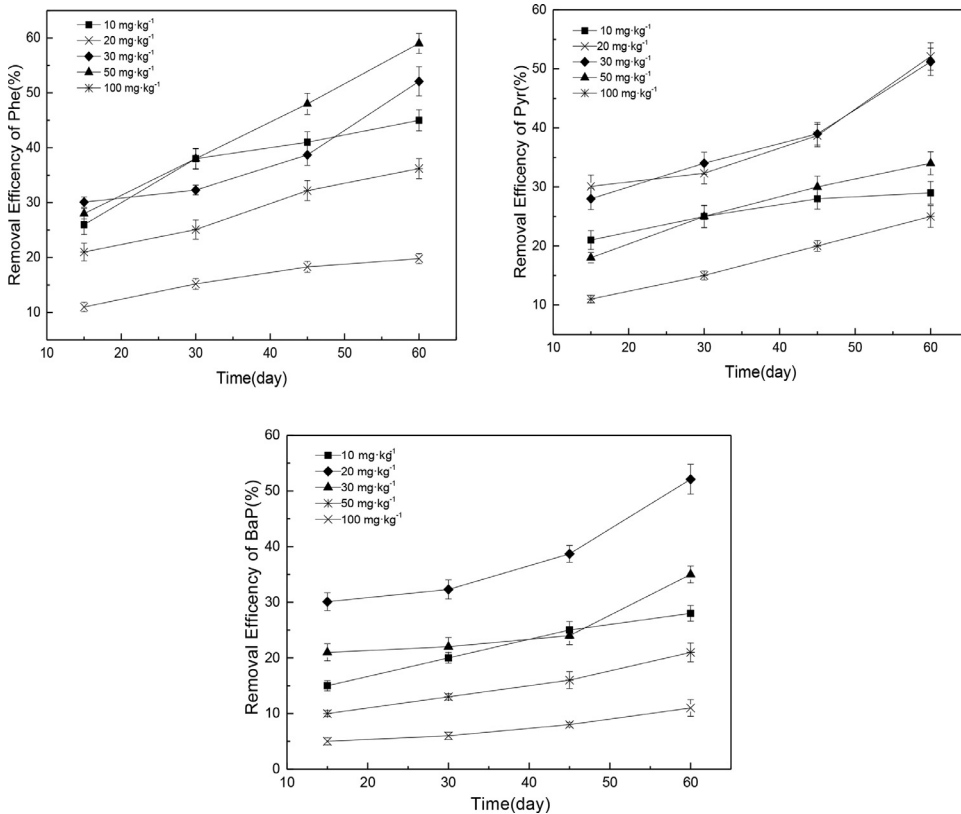 Removal Efficency of Phe(%)
60
50
40
30
20
10
10 mg·kg-1
20 mg·kg-1
30 mg·kg-1
50 mg·kg-1
100 mg·kg-1
10 20 30 40 50 60
Time(day)
Removal Efficency of Pyr(%)
60
50
40
30
20
10
10 mg·kg-1
20 mg·kg-1
30 mg·kg-1
50 mg·kg-1
100 mg·kg-1
10 20 30 40 50 60
Time(day)
Removal Efficency of BaP(%)
60
50
40
30
20
10
0
10 mg·kg-1
20 mg·kg-1
30 mg·kg-1
50 mg·kg-1
100 mg·kg-1
10 20 30 40 50 60
Time(day)